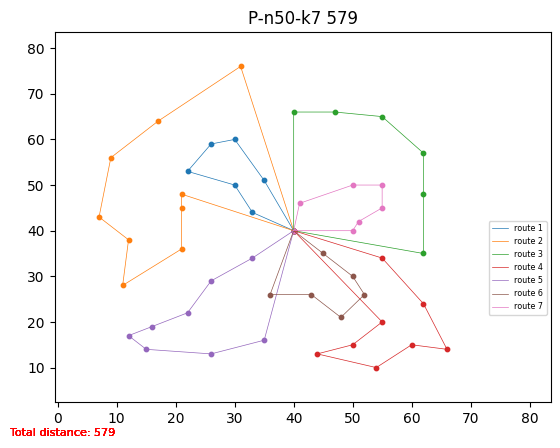 P-n50-k7 579
80
70
60
50
40
30
20
10
0 10 20 30 40 50 60 70 80
route 1
route 2
route 3
route 4
route 5
route 6
route 7
Total distance: 579